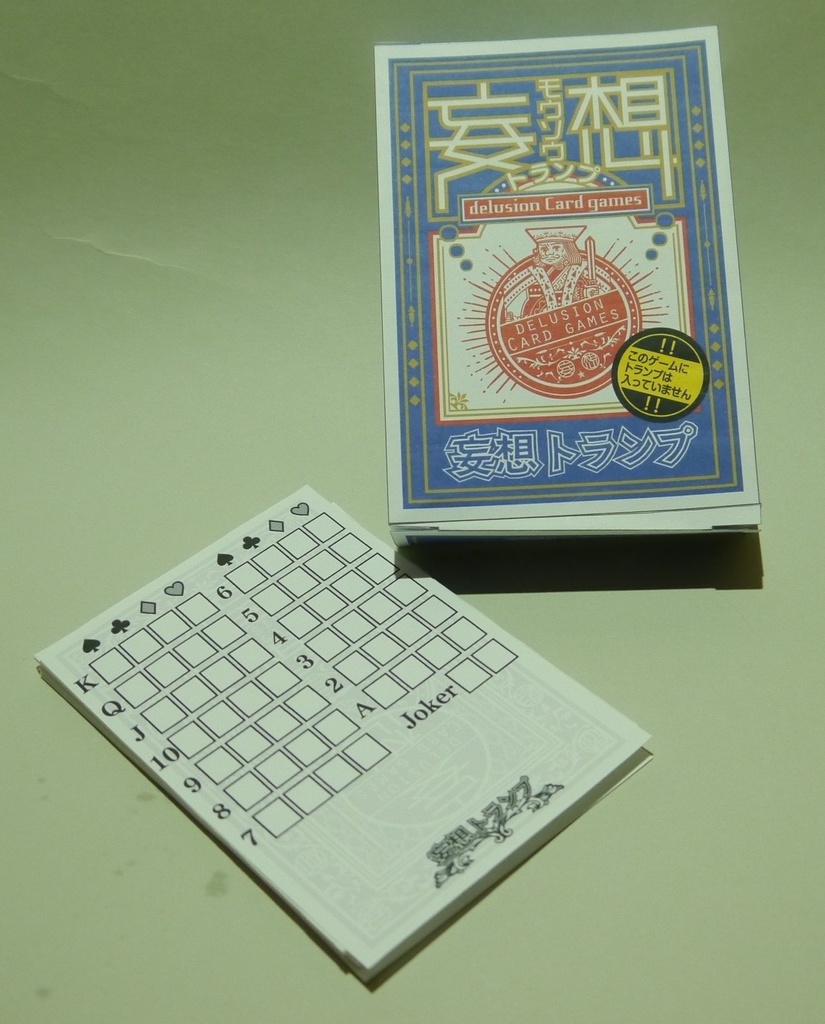 妄想
モウソウ
トランプ
delusion Card games
DELUSION
CARD GAMES
!!
このゲームに
トランプは
入っていません
!!
妄想トランプ
K
Q
J
10
9
8
7
6
5
4
3
2
A
Joker
妄想トランプ